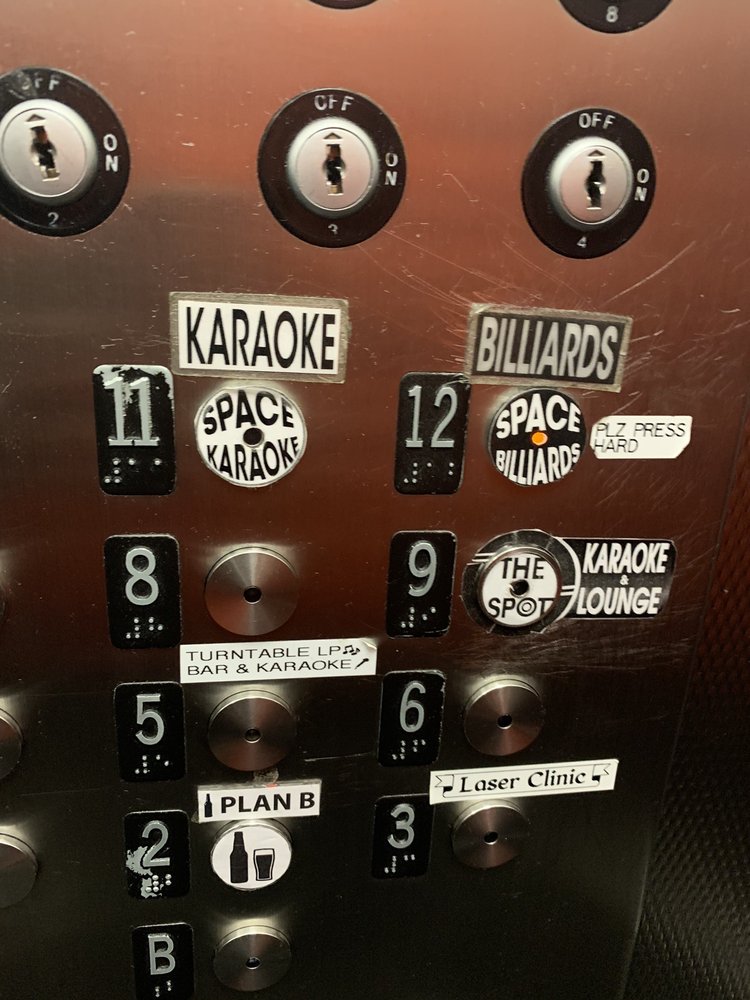 8
OFF
ON
2
OFF
ON
3
OFF
ON
4
KARAOKE
BILLIARDS
11
SPACE
KARAOKE
12
SPACE
BILLIARDS
PLZ PRESS
HARD
8
9
THE
SPOT
KARAOKE
&
LOUNGE
TURNTABLE LP
BAR & KARAOKE
5
6
PLAN B
Laser Clinic
2
3
B